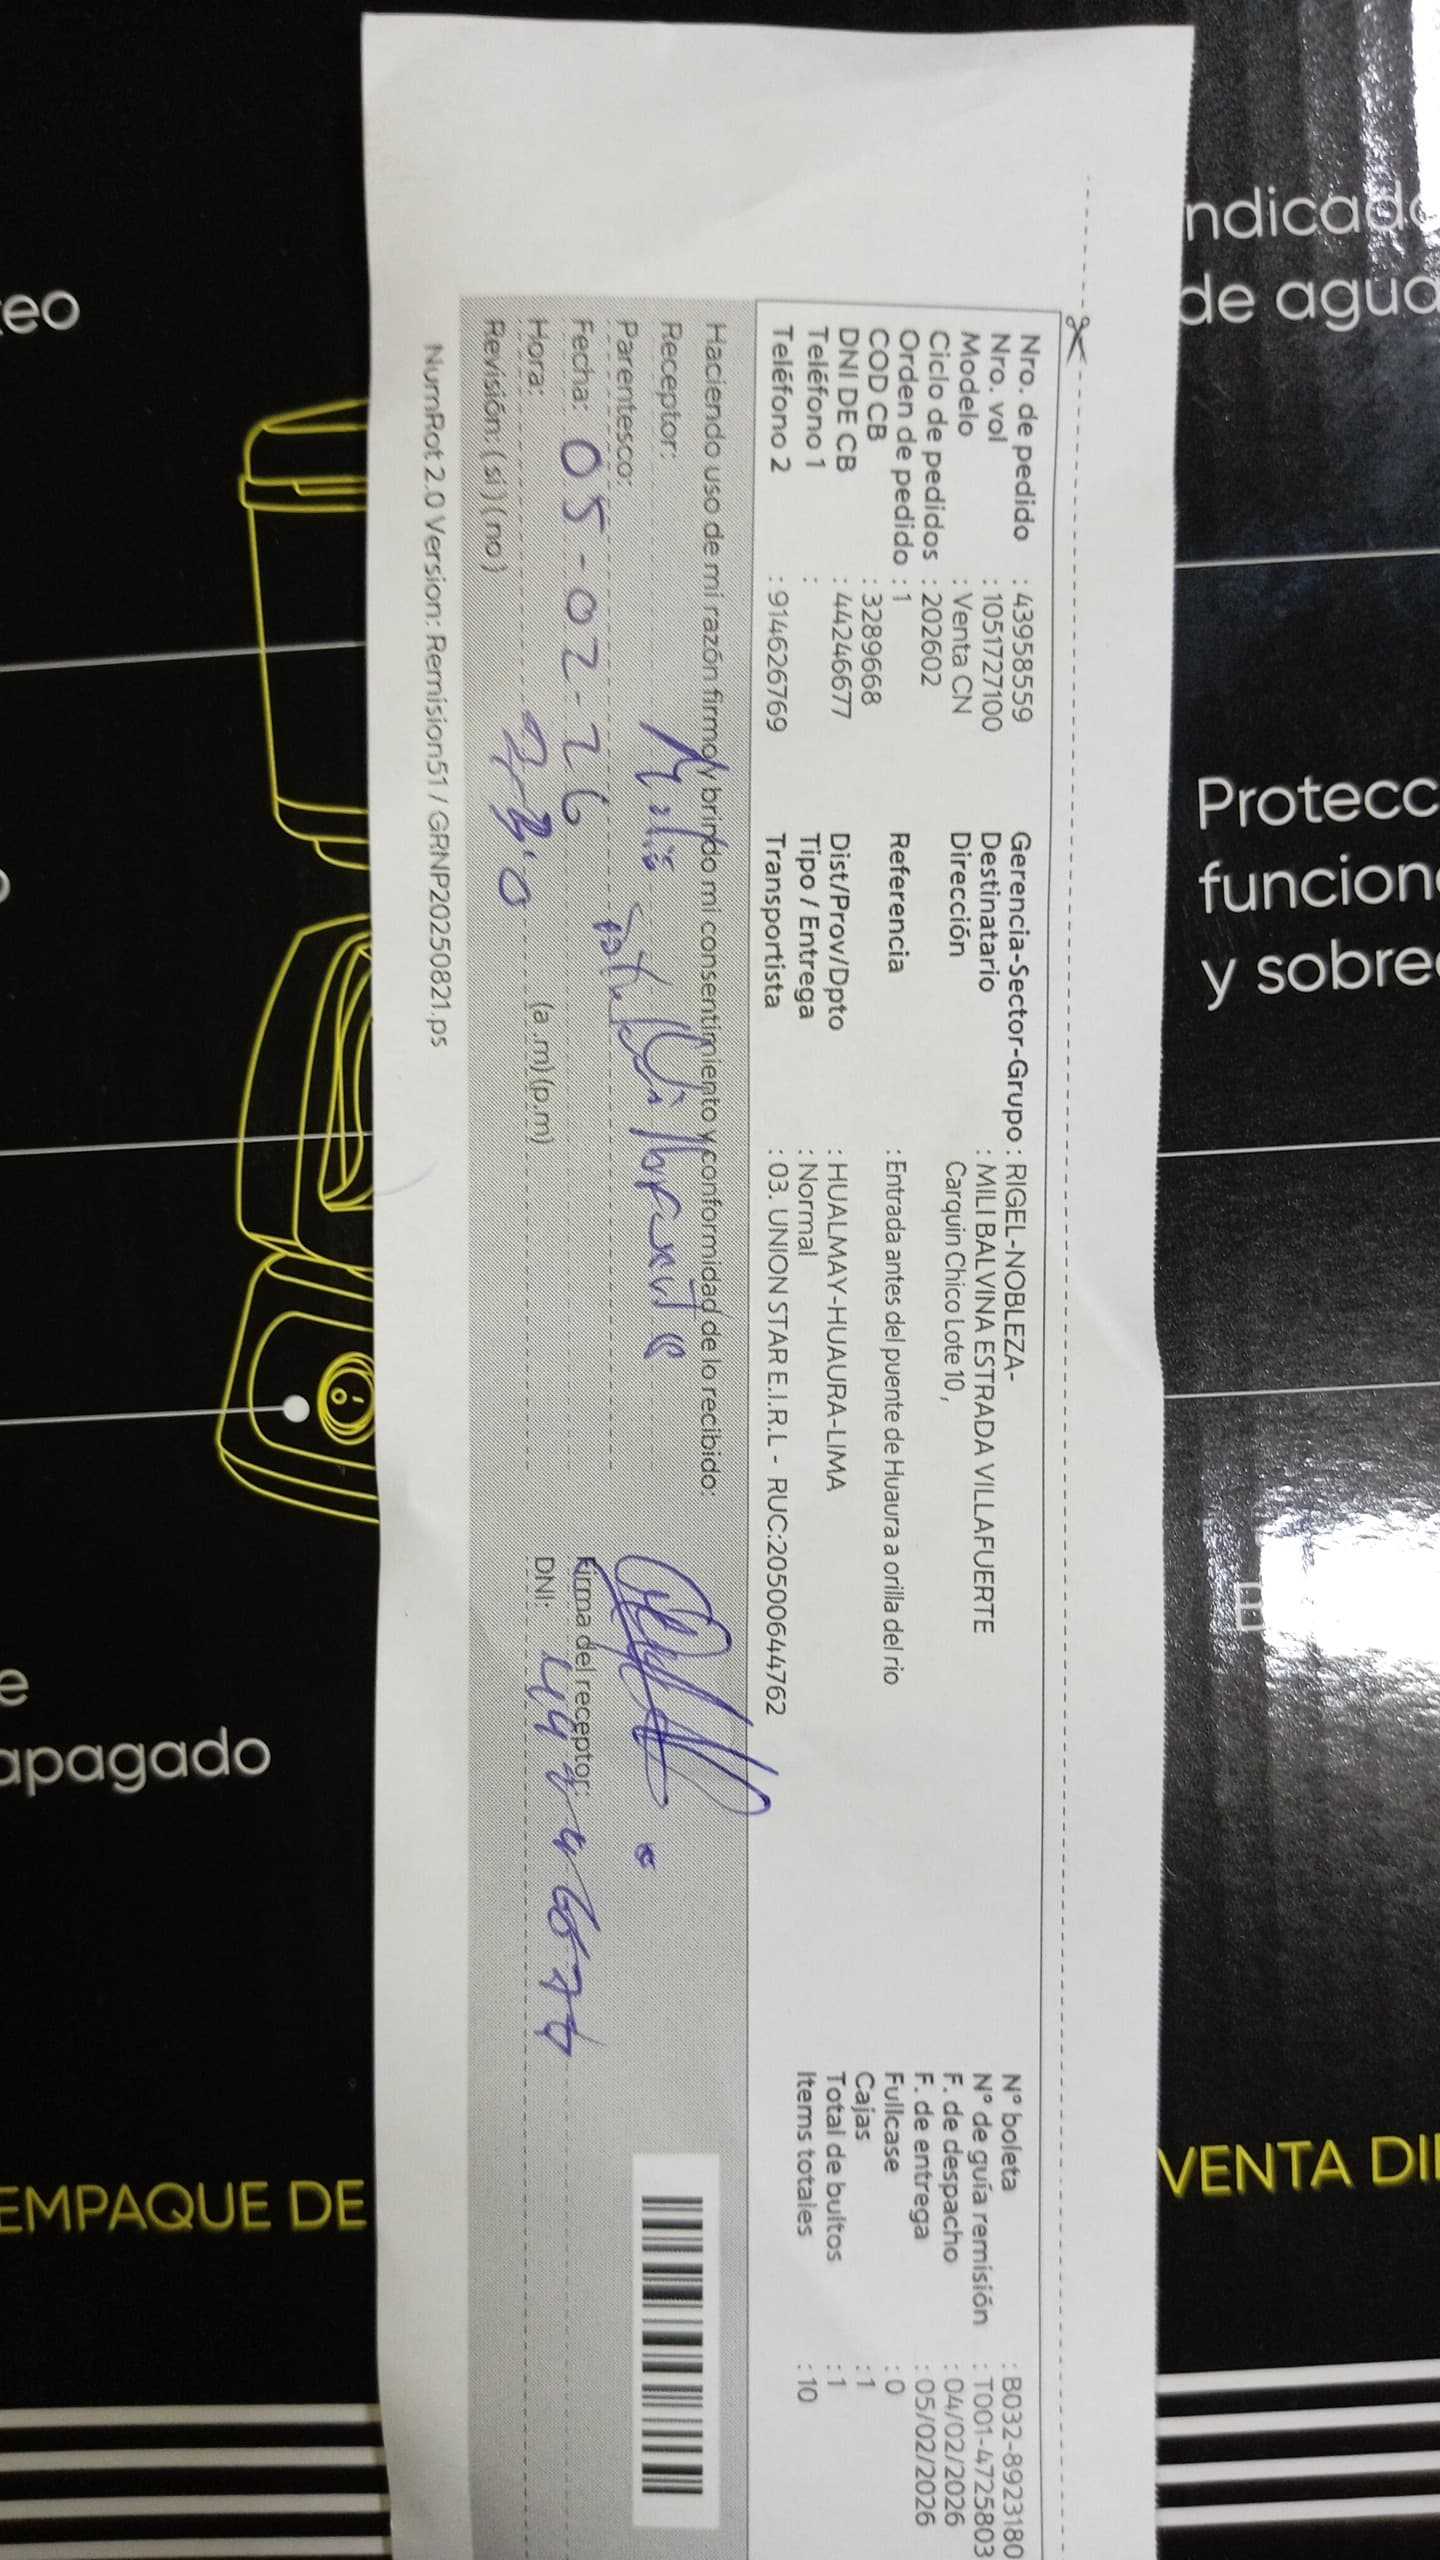 Nro. de pedido : 43958559
Nro. vol : 1051727100
Modelo : Venta CN
Ciclo de pedidos : 202602
Orden de pedido : 1
COD CB : 3289668
DNI DE CB : 44246677
Teléfono 1 :
Teléfono 2 : 914626769
Gerencia-Sector-Grupo : RIGEL-NOBLEZA-
Destinatario : MILI BALVINA ESTRADA VILLAFUERTE
Dirección Carquin Chico Lote 10 ,
Referencia : Entrada antes del puente de Huaura a orilla del rio
Dist/Prov/Dpto : HUALMAY-HUAURA-LIMA
Tipo / Entrega : Normal
Transportista : 03. UNION STAR E.I.R.L - RUC:20500644762
N° boleta : B032-8923180
N° de guía remisión : T001-4725803
F. de despacho : 04/02/2026
F. de entrega : 05/02/2026
Fullcase : 0
Cajas : 1
Total de bultos : 1
Items totales : 10
Haciendo uso de mi razón firmo y brindo mi consentimiento y conformidad de lo recibido:
Receptor:
Parentesco:
Fecha: 05-02-26
Hora: (a .m) (p.m)
Revisión: ( si ) ( no )
Firma del receptor:
DNI:
NumRot 2.0 Version: Remision51 / GRNP20250821.ps
de agua
Protecc
funcion
y sobre
apagado
EMPAQUE DE
VENTA DI